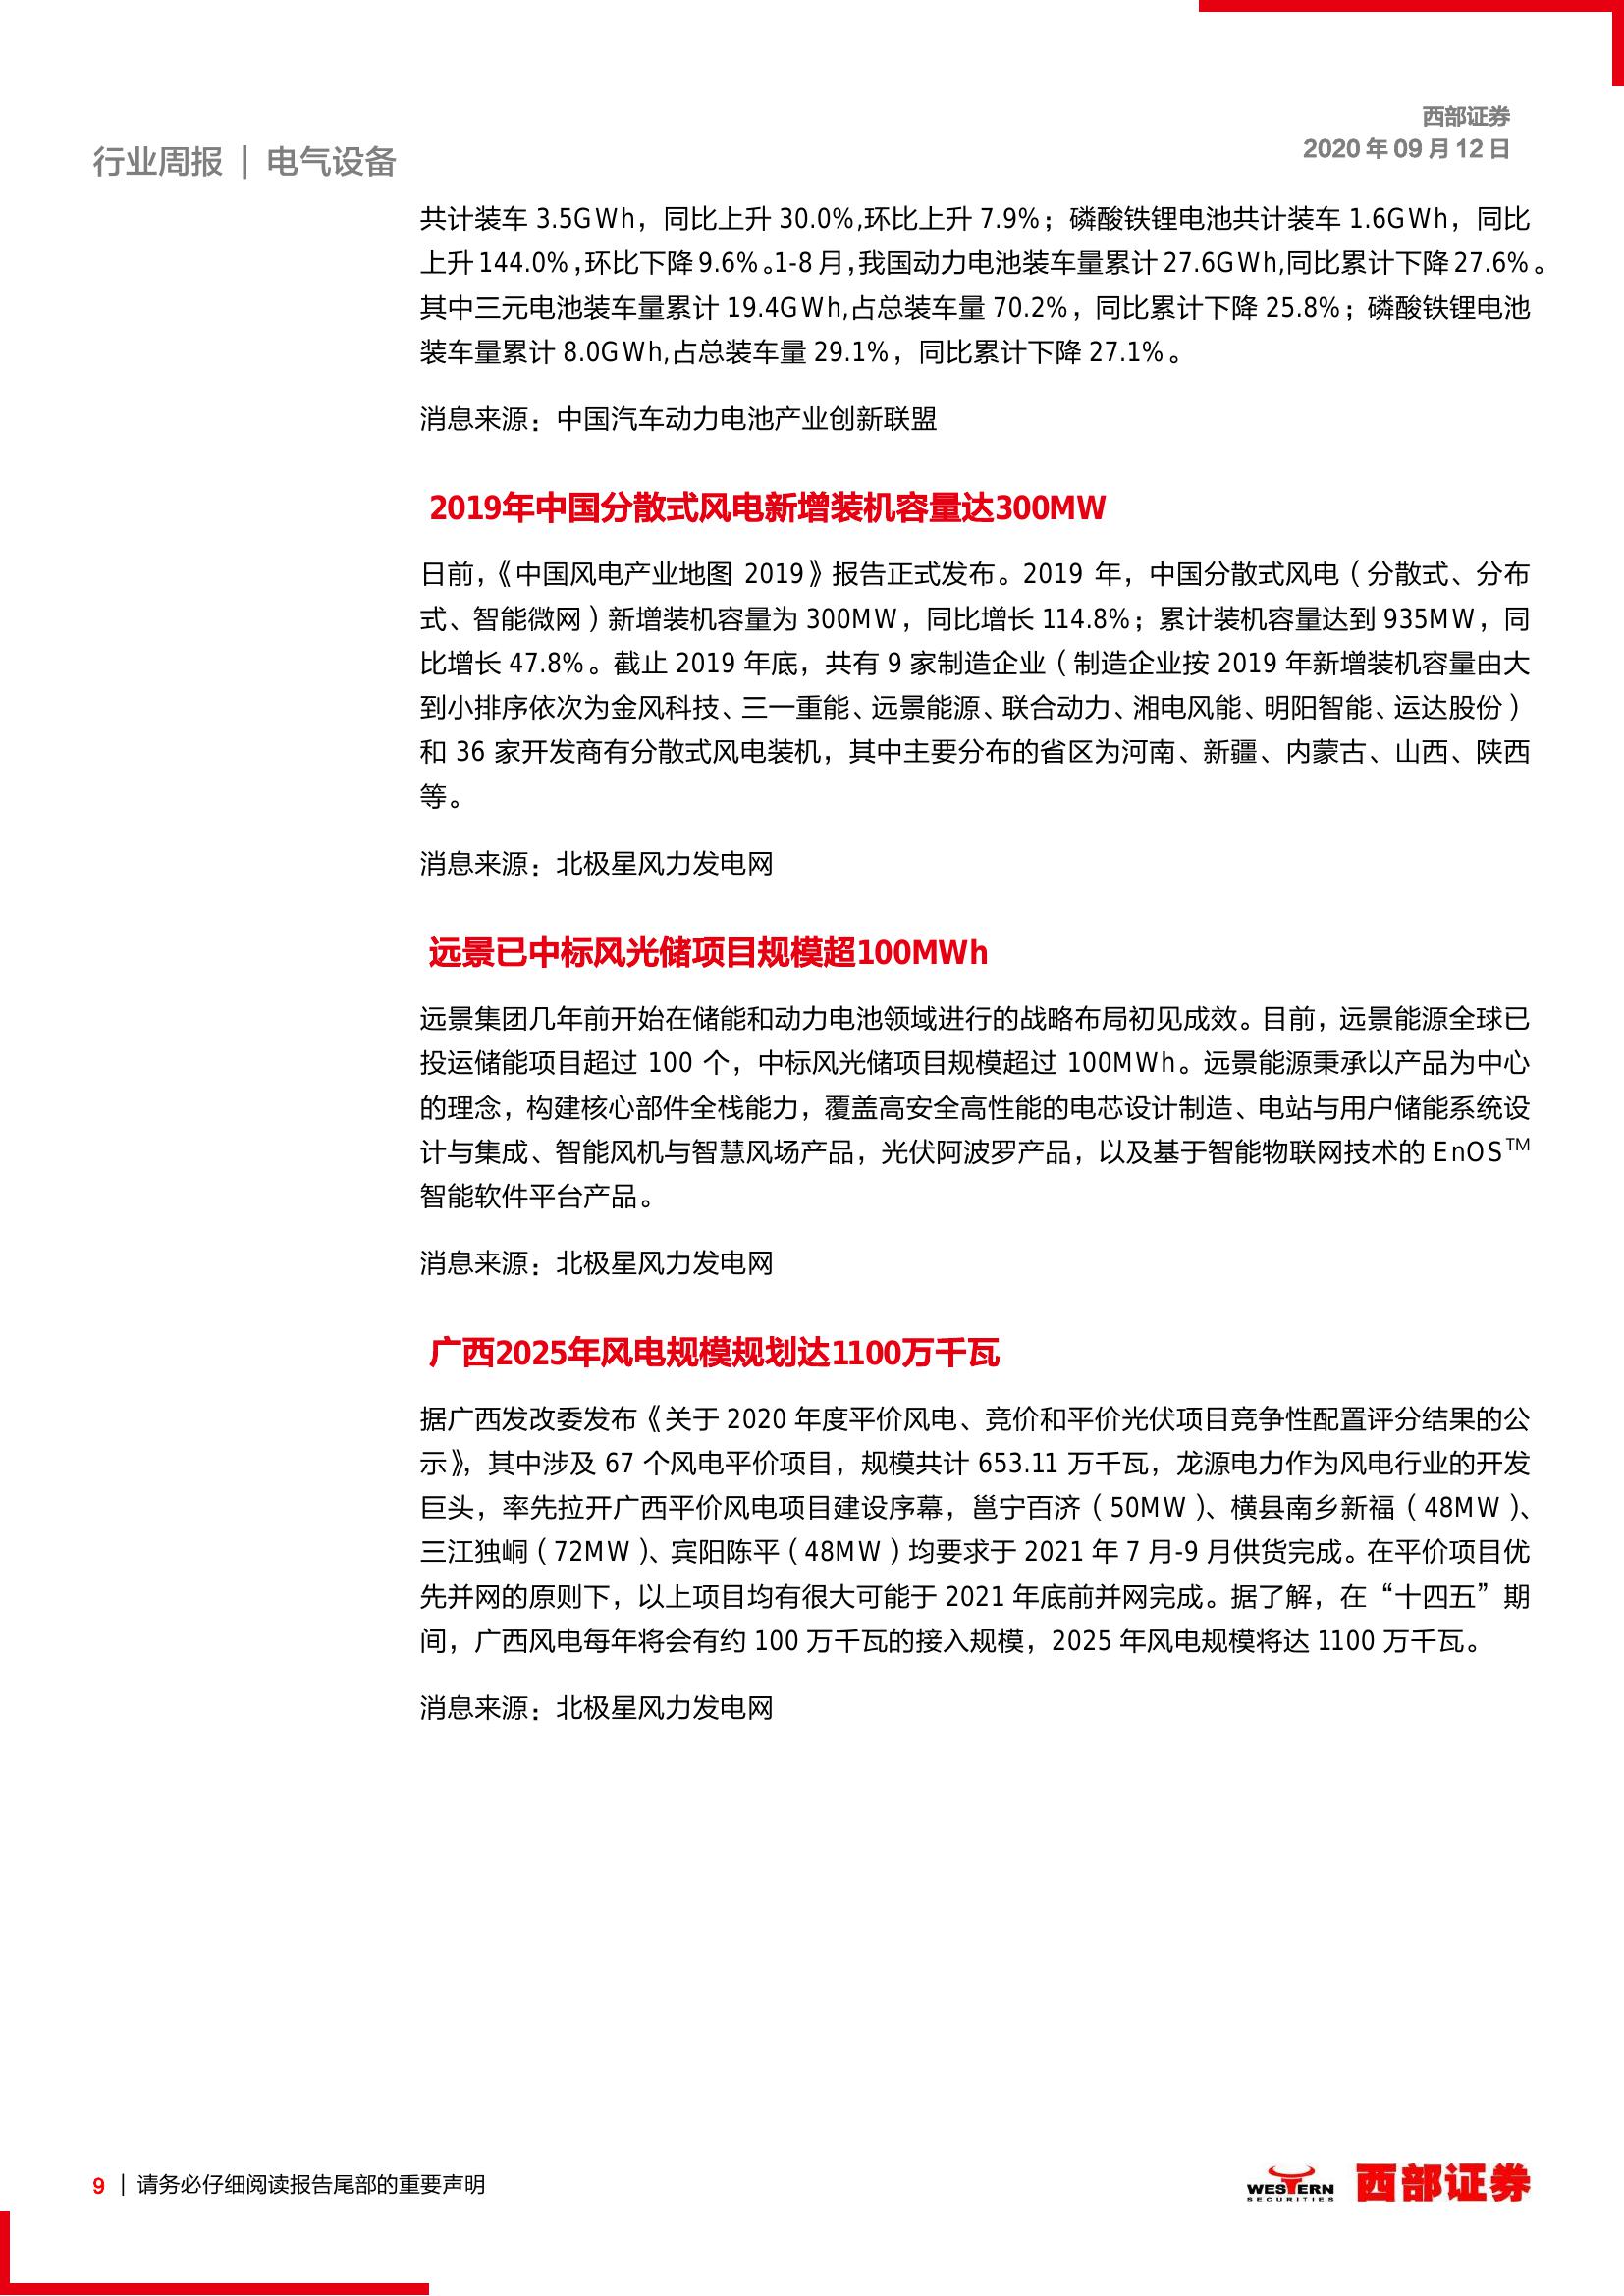 西部证券
2020 年 09 月 12 日
行业周报 | 电气设备
共计装车 3.5GWh，同比上升 30.0%,环比上升 7.9%；磷酸铁锂电池共计装车 1.6GWh，同比
上升 144.0%，环比下降 9.6%。1-8 月，我国动力电池装车量累计 27.6GWh,同比累计下降 27.6%。
其中三元电池装车量累计 19.4GWh,占总装车量 70.2%，同比累计下降 25.8%；磷酸铁锂电池
装车量累计 8.0GWh,占总装车量 29.1%，同比累计下降 27.1%。
消息来源：中国汽车动力电池产业创新联盟
2019年中国分散式风电新增装机容量达300MW
日前，《中国风电产业地图 2019》报告正式发布。2019 年，中国分散式风电（分散式、分布
式、智能微网）新增装机容量为 300MW，同比增长 114.8%；累计装机容量达到 935MW，同
比增长 47.8%。截止 2019 年底，共有 9 家制造企业（制造企业按 2019 年新增装机容量由大
到小排序依次为金风科技、三一重能、远景能源、联合动力、湘电风能、明阳智能、运达股份）
和 36 家开发商有分散式风电装机，其中主要分布的省区为河南、新疆、内蒙古、山西、陕西
等。
消息来源：北极星风力发电网
远景已中标风光储项目规模超100MWh
远景集团几年前开始在储能和动力电池领域进行的战略布局初见成效。目前，远景能源全球已
投运储能项目超过 100 个，中标风光储项目规模超过 100MWh。远景能源秉承以产品为中心
的理念，构建核心部件全栈能力，覆盖高安全高性能的电芯设计制造、电站与用户储能系统设
计与集成、智能风机与智慧风场产品，光伏阿波罗产品，以及基于智能物联网技术的 EnOS™
智能软件平台产品。
消息来源：北极星风力发电网
广西2025年风电规模规划达1100万千瓦
据广西发改委发布《关于 2020 年度平价风电、竞价和平价光伏项目竞争性配置评分结果的公
示》，其中涉及 67 个风电平价项目，规模共计 653.11 万千瓦，龙源电力作为风电行业的开发
巨头，率先拉开广西平价风电项目建设序幕，邕宁百济（50MW）、横县南乡新福（48MW）、
三江独峒（72MW）、宾阳陈平（48MW）均要求于 2021 年 7 月-9 月供货完成。在平价项目优
先并网的原则下，以上项目均有很大可能于 2021 年底前并网完成。据了解，在“十四五”期
间，广西风电每年将会有约 100 万千瓦的接入规模，2025 年风电规模将达 1100 万千瓦。
消息来源：北极星风力发电网
9 | 请务必仔细阅读报告尾部的重要声明
WESTERN
SECURITIES
西部证券